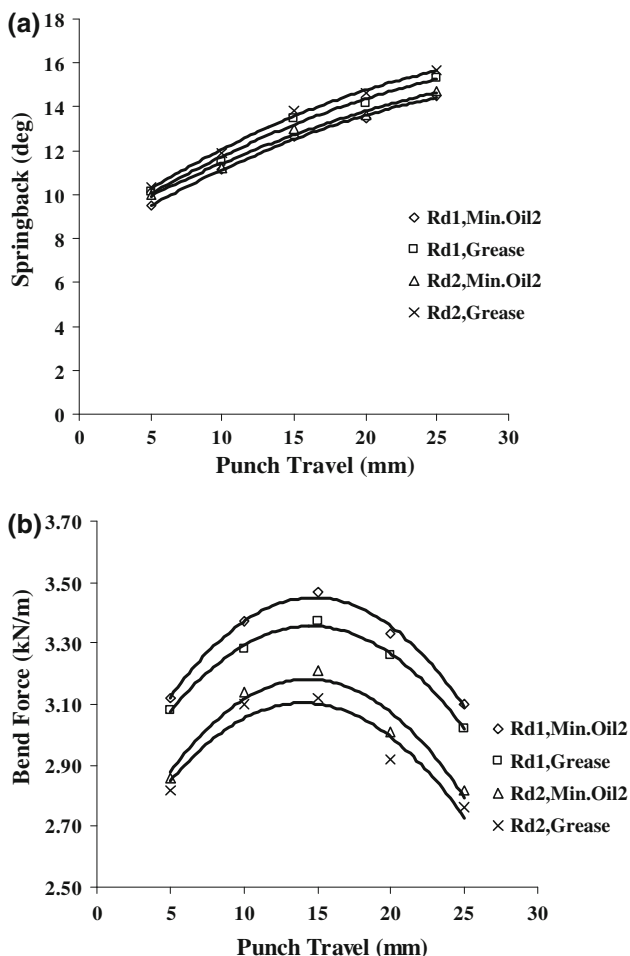 (a)
18
16
14
12
10
8
6
4
2
0
Springback (deg)
Rd1,Min.Oil2
Rd1,Grease
Rd2,Min.Oil2
Rd2,Grease
0 5 10 15 20 25 30
Punch Travel (mm)
(b)
3.70
3.50
3.30
3.10
2.90
2.70
2.50
Bend Force (kN/m)
Rd1,Min.Oil2
Rd1,Grease
Rd2,Min.Oil2
Rd2,Grease
0 5 10 15 20 25 30
Punch Travel (mm)